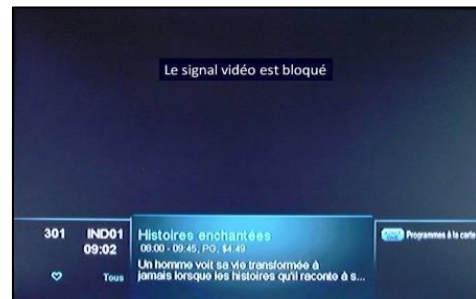 Le signal vidéo est bloqué
301 IND01
09:02
Tous
Histoires enchantées
08:00 - 09:45, PG, $4.49
Un homme voit sa vie transformée à
jamais lorsque les histoires qu'il raconte à s...
Programmes à la carte